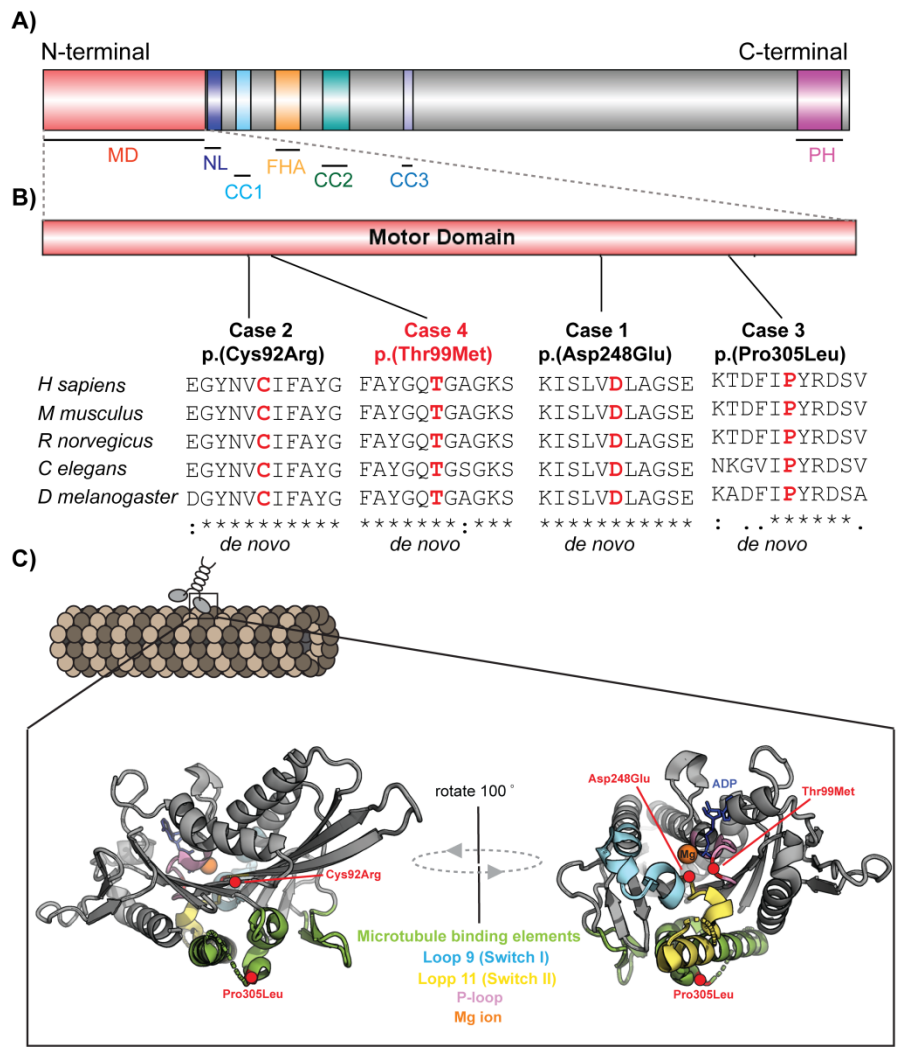 A)
N-terminal
C-terminal
MD
NL
CC1
FHA
CC2
CC3
PH
B)
Motor Domain
Case 2
p.(Cys92Arg)
Case 4
p.(Thr99Met)
Case 1
p.(Asp248Glu)
Case 3
p.(Pro305Leu)
H sapiens EGYNVCIFAYG FAYGQTGAGKS KISLVDLAGSE KTDFIPYRDSV
M musculus EGYNVCIFAYG FAYGQTGAGKS KISLVDLAGSE KTDFIPYRDSV
R norvegicus EGYNVCIFAYG FAYGQTGAGKS KISLVDLAGSE KTDFIPYRDSV
C elegans EGYNVCIFAYG FAYGQTGSGKS KISLVDLAGSE NKGVIPYRDSV
D melanogaster DGYNVCIFAYG FAYGQTGAGKS KISLVDLAGSE KADFIPYRDSA
:********** *******:*** *********** : ..******.
de novo de novo de novo de novo
C)
rotate 100 °
Cys92Arg
Pro305Leu
Asp248Glu
ADP
Thr99Met
Mg
Pro305Leu
Microtubule binding elements
Loop 9 (Switch I)
Lopp 11 (Switch II)
P-loop
Mg ion